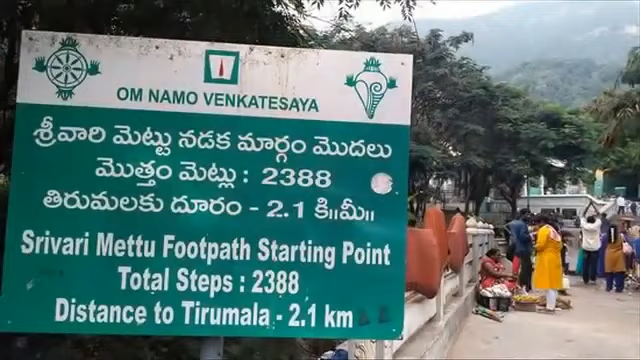 OM NAMO VENKATESAYA
శ్రీవారి మెట్టు నడక మార్గం మొదలు
మొత్తం మెట్లు : 2388
తిరుమలకు దూరం - 2.1 కి॥మీ॥
Srivari Mettu Footpath Starting Point
Total Steps : 2388
Distance to Tirumala - 2.1 km